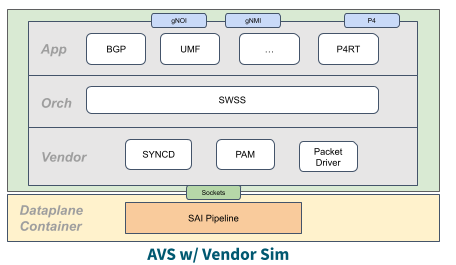 gNOI gNMI P4
App BGP UMF ... P4RT
Orch SWSS
Vendor SYNCD PAM Packet
Driver
Sockets
Dataplane
Container
SAI Pipeline
AVS w/ Vendor Sim